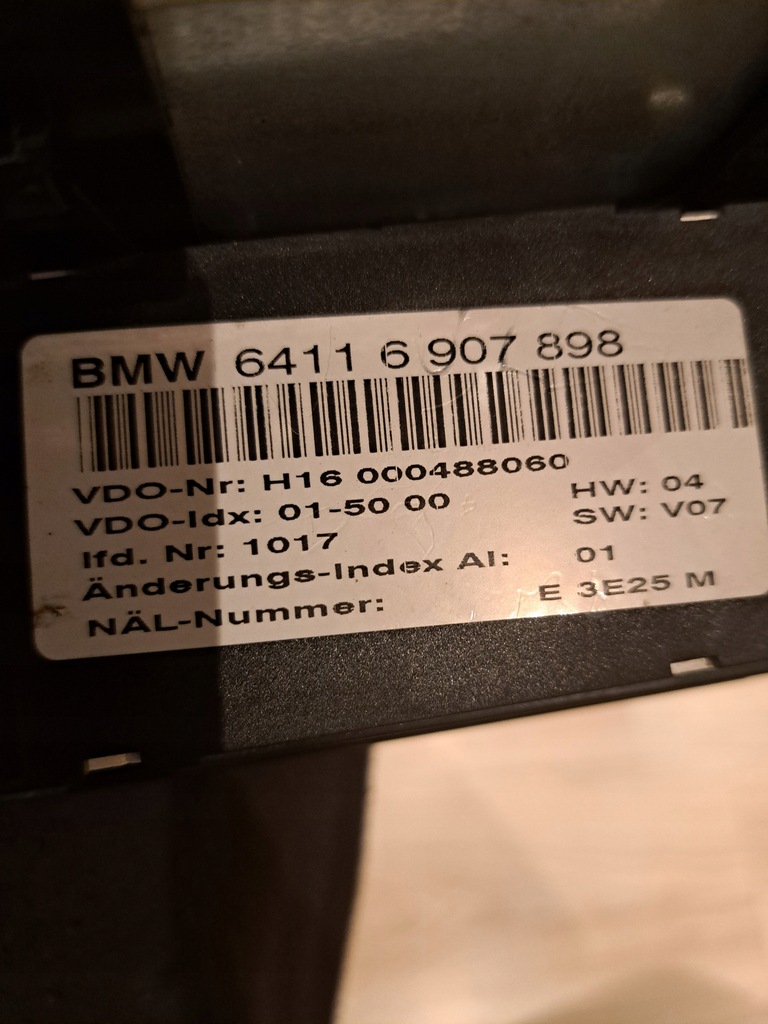 BMW 6411 6 907 898
VDO-Nr: H16 000488060
VDO-Idx: 01-50 00 HW: 04
lfd. Nr: 1017 SW: V07
Änderungs-Index AI: 01
NÄL-Nummer: E 3E25 M